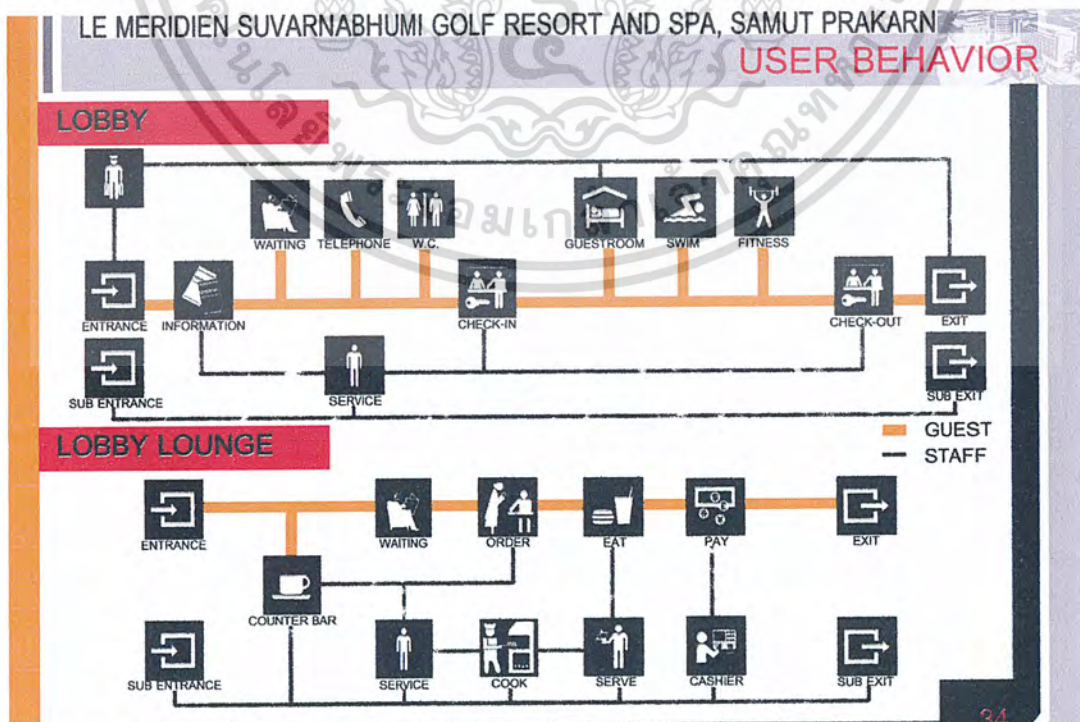 LE MERIDIEN SUVARNABHUMI GOLF RESORT AND SPA, SAMUT PRAKARN
USER BEHAVIOR
LOBBY
WAITING TELEPHONE W.C. GUESTROOM SWIM FITNESS
ENTRANCE INFORMATION CHECK-IN CHECK-OUT EXIT
SUB ENTRANCE SERVICE SUB EXIT
GUEST
STAFF
LOBBY LOUNGE
ENTRANCE WAITING ORDER EAT PAY EXIT
COUNTER BAR
SUB ENTRANCE SERVICE COOK SERVE CASHIER SUB EXIT